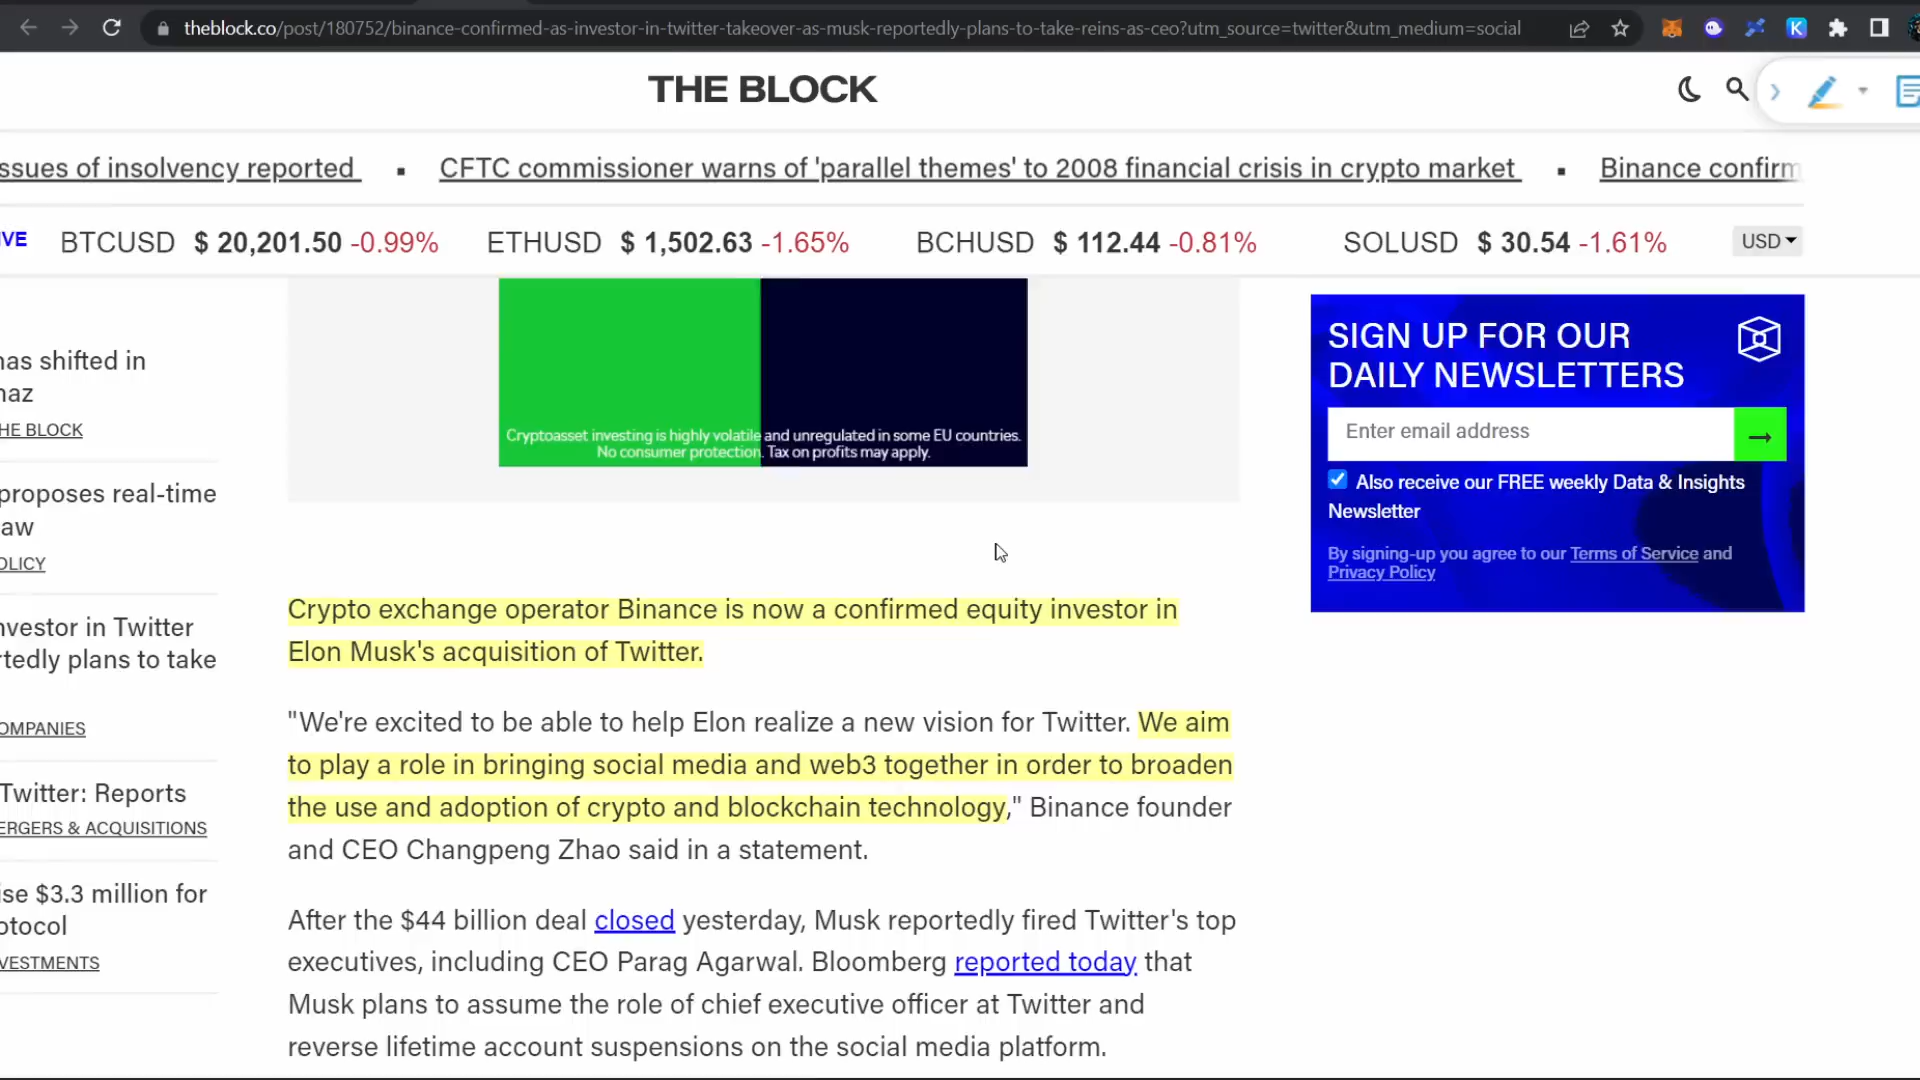 theblock.co/post/180752/binance-confirmed-as-investor-in-twitter-takeover-as-musk-reportedly-plans-to-take-reins-as-ceo?utm_source=twitter&utm_medium=social
THE BLOCK
ssues of insolvency reported ▪ CFTC commissioner warns of 'parallel themes' to 2008 financial crisis in crypto market ▪ Binance confirm
IVE BTCUSD $ 20,201.50 -0.99% ETHUSD $ 1,502.63 -1.65% BCHUSD $ 112.44 -0.81% SOLUSD $ 30.54 -1.61% USD
has shifted in
naz
HE BLOCK
proposes real-time
aw
OLICY
nvestor in Twitter
rtedly plans to take
OMPANIES
Twitter: Reports
ERGERS & ACQUISITIONS
ise $3.3 million for
otocol
VESTMENTS
Cryptoasset investing is highly volatile and unregulated in some EU countries.
No consumer protection. Tax on profits may apply.
Crypto exchange operator Binance is now a confirmed equity investor in
Elon Musk's acquisition of Twitter.
"We're excited to be able to help Elon realize a new vision for Twitter. We aim
to play a role in bringing social media and web3 together in order to broaden
the use and adoption of crypto and blockchain technology," Binance founder
and CEO Changpeng Zhao said in a statement.
After the $44 billion deal closed yesterday, Musk reportedly fired Twitter's top
executives, including CEO Parag Agarwal. Bloomberg reported today that
Musk plans to assume the role of chief executive officer at Twitter and
reverse lifetime account suspensions on the social media platform.
SIGN UP FOR OUR
DAILY NEWSLETTERS
Enter email address
Also receive our FREE weekly Data & Insights
Newsletter
By signing-up you agree to our Terms of Service and
Privacy Policy